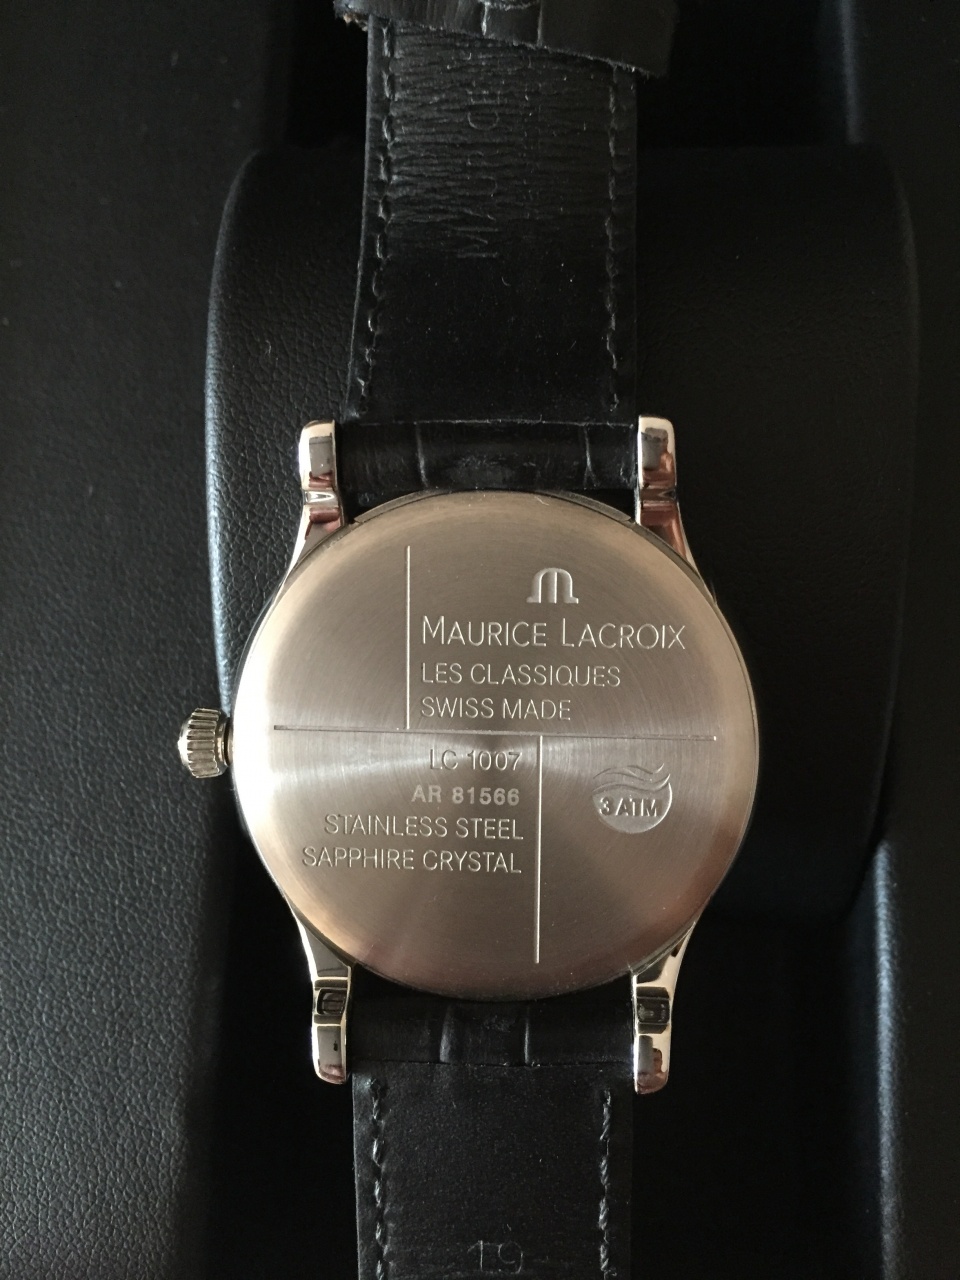 MAURICE LACROIX
LES CLASSIQUES
SWISS MADE
LC 1007
AR 81566
STAINLESS STEEL
SAPPHIRE CRYSTAL
3 ATM
19